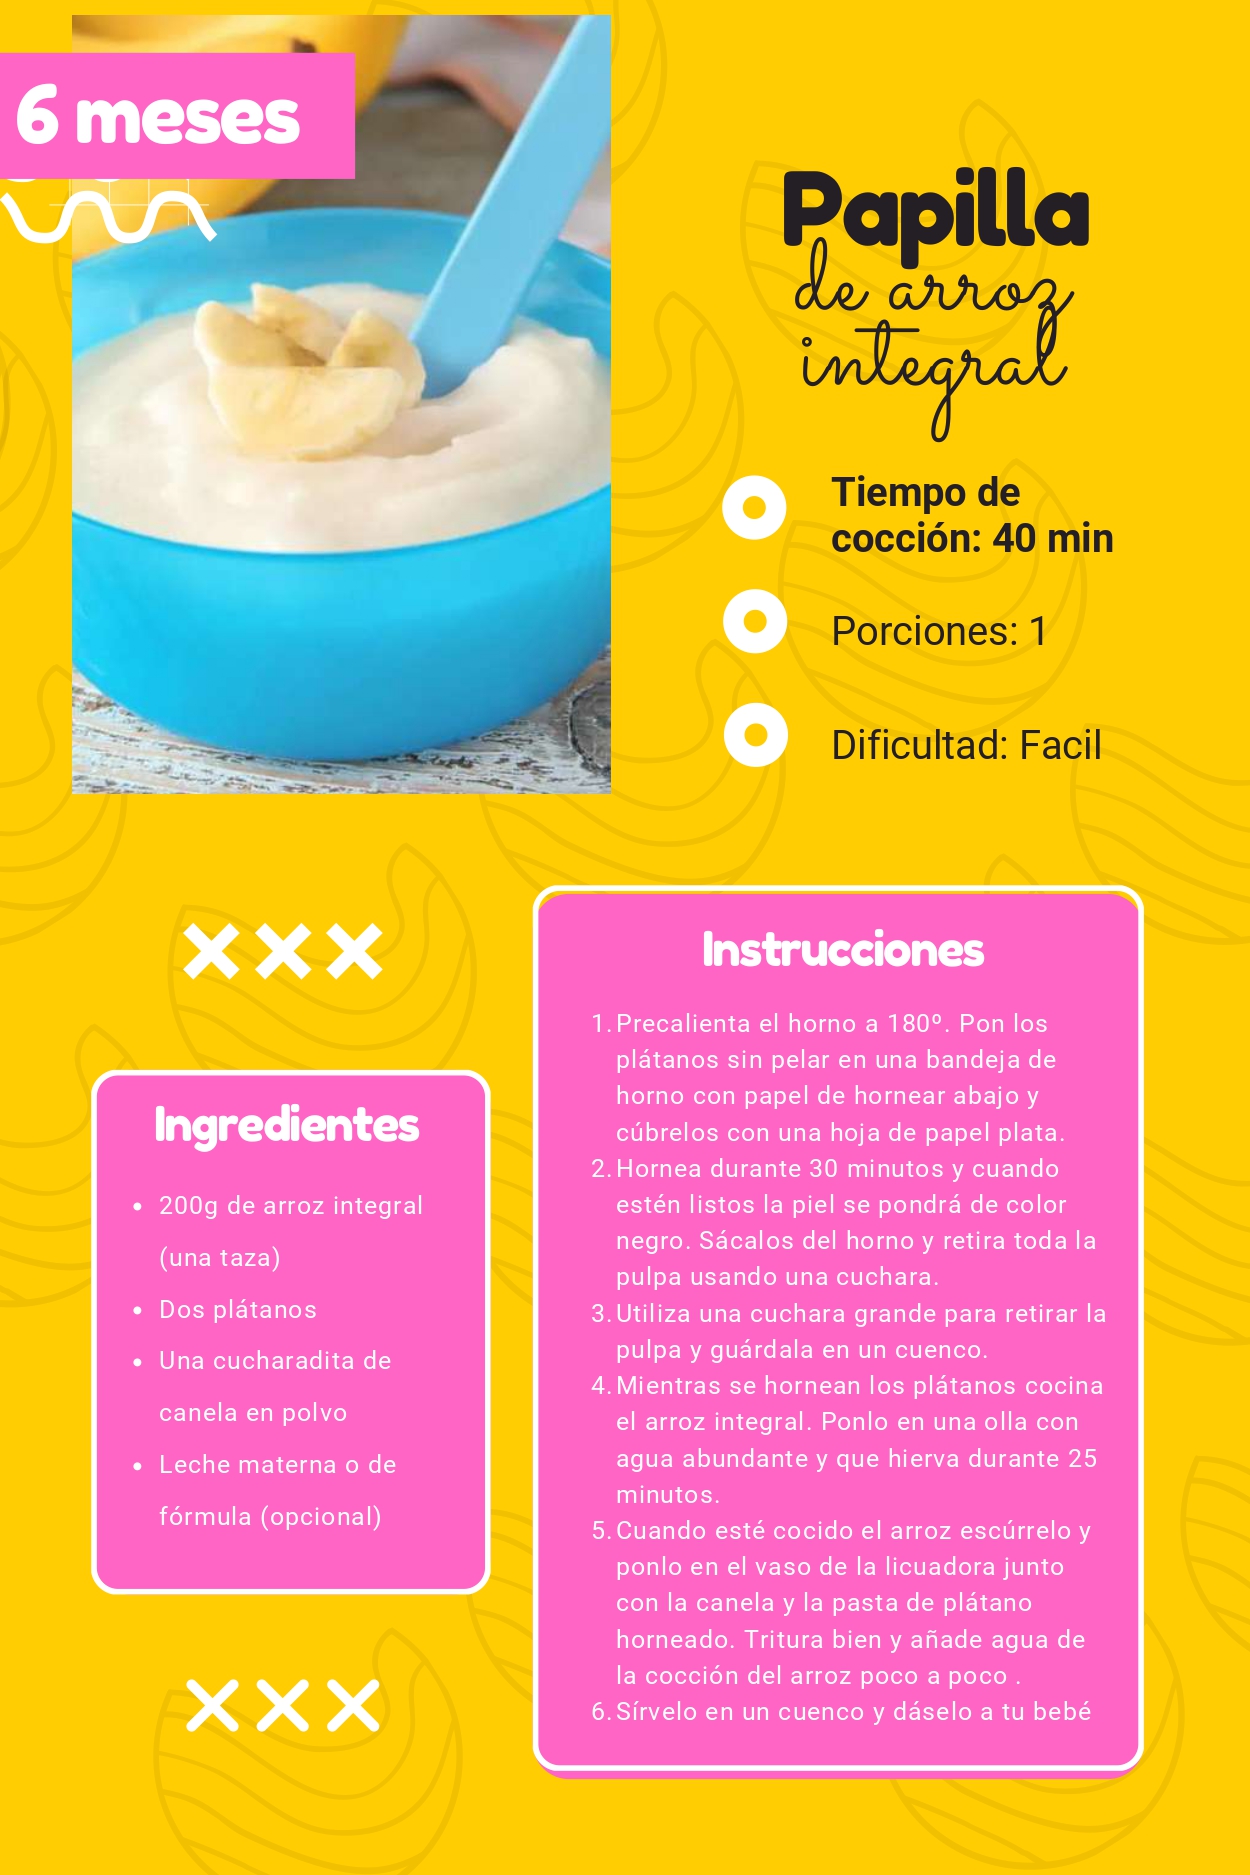 6 meses
Papilla
de arroz
integral
Tiempo de
cocción: 40 min
Porciones: 1
Dificultad: Facil
Ingredientes
• 200g de arroz integral
(una taza)
• Dos plátanos
• Una cucharadita de
canela en polvo
• Leche materna o de
fórmula (opcional)
Instrucciones
1. Precalienta el horno a 180º. Pon los
plátanos sin pelar en una bandeja de
horno con papel de hornear abajo y
cúbrelos con una hoja de papel plata.
2. Hornea durante 30 minutos y cuando
estén listos la piel se pondrá de color
negro. Sácalos del horno y retira toda la
pulpa usando una cuchara.
3. Utiliza una cuchara grande para retirar la
pulpa y guárdala en un cuenco.
4. Mientras se hornean los plátanos cocina
el arroz integral. Ponlo en una olla con
agua abundante y que hierva durante 25
minutos.
5. Cuando esté cocido el arroz escúrrelo y
ponlo en el vaso de la licuadora junto
con la canela y la pasta de plátano
horneado. Tritura bien y añade agua de
la cocción del arroz poco a poco .
6. Sírvelo en un cuenco y dáselo a tu bebé